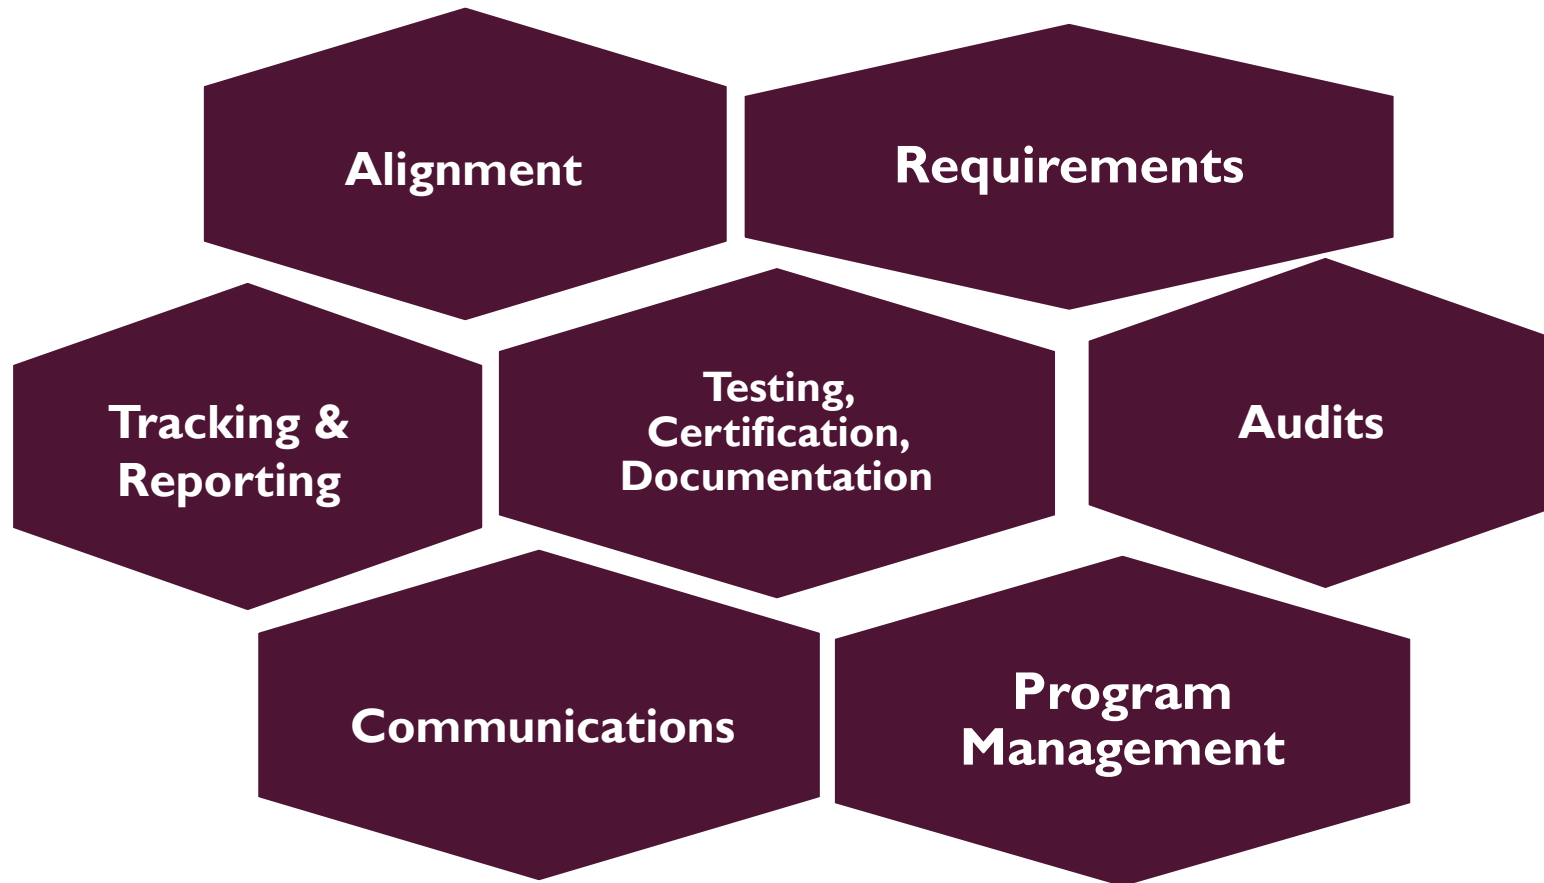 Alignment
Requirements
Tracking &
Reporting
Testing,
Certification,
Documentation
Audits
Communications
Program
Management